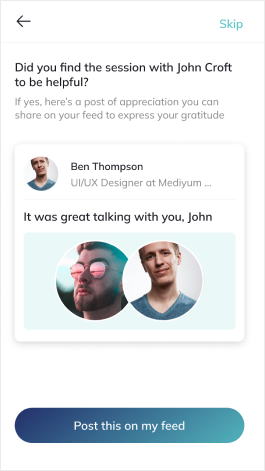 Skip
Did you find the session with John Croft
to be helpful?
If yes, here's a post of appreciation you can
share on your feed to express your gratitude
Ben Thompson
UI/UX Designer at Mediyum ...
It was great talking with you, John
Post this on my feed